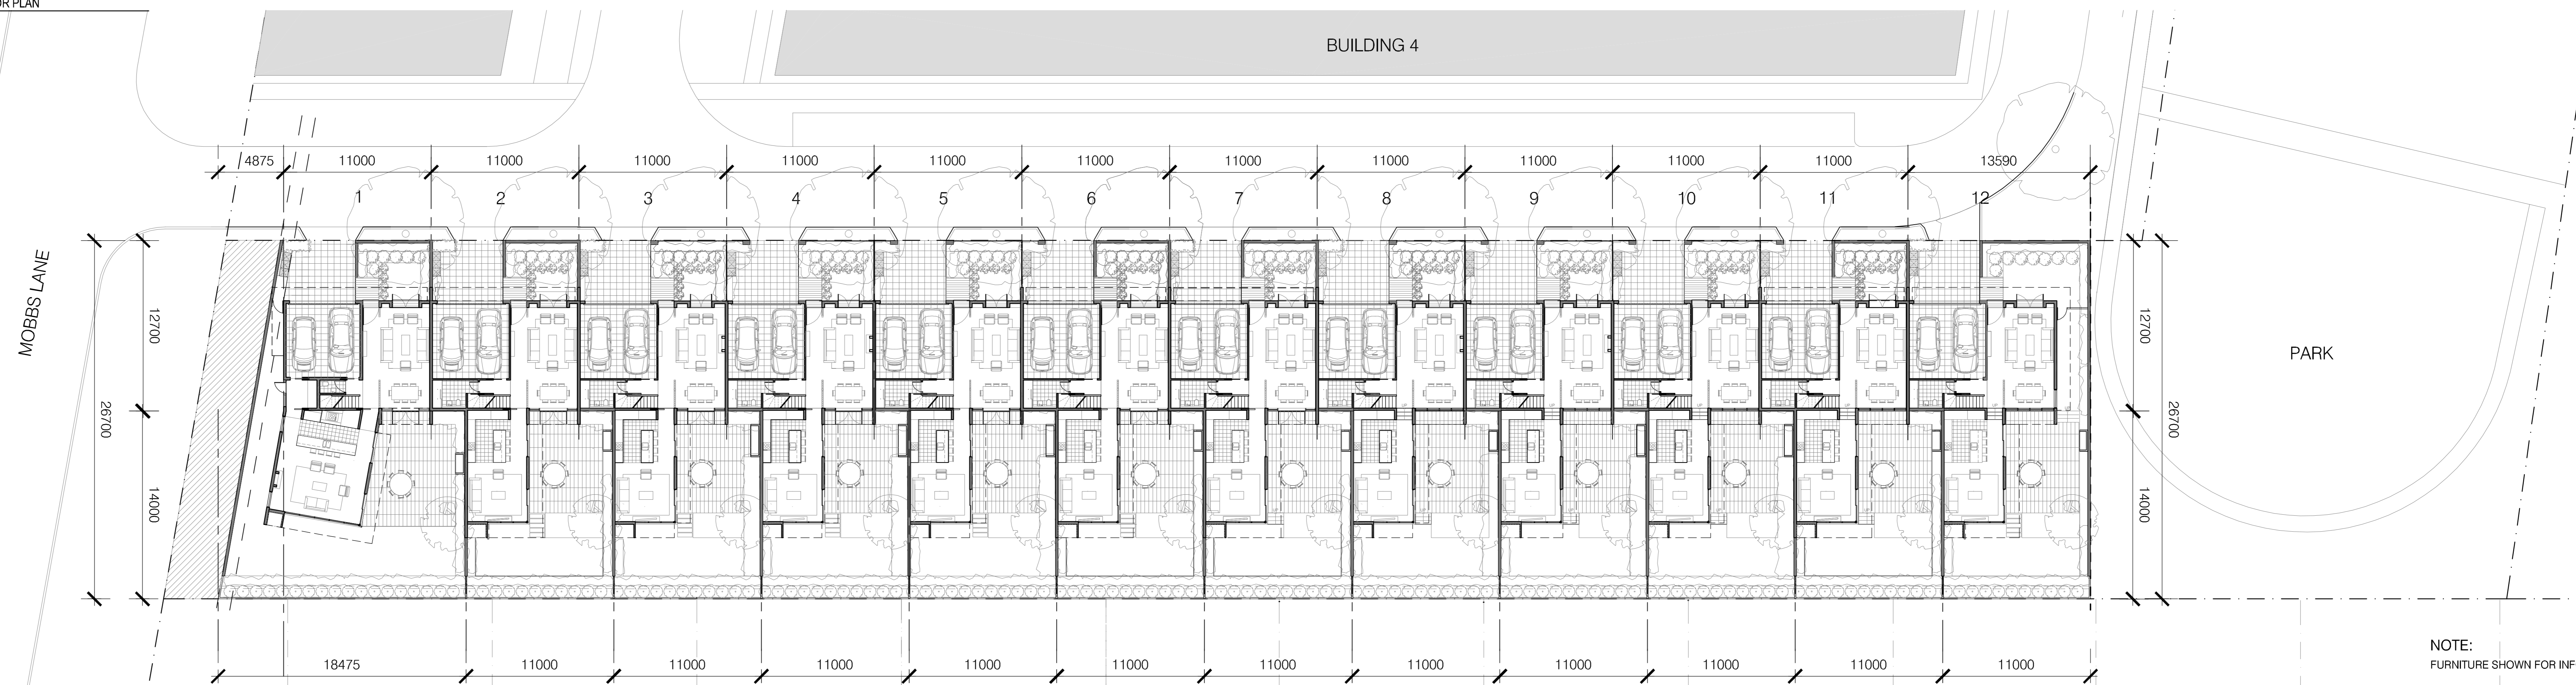 OR PLAN
BUILDING 4
4875 11000 11000 11000 11000 11000 11000 11000 11000 11000 11000 11000 13590
1 2 3 4 5 6 7 8 9 10 11 12
MOBBS LANE
12700
26700
14000
12700
26700
14000
PARK
18475 11000 11000 11000 11000 11000 11000 11000 11000 11000 11000 11000
NOTE:
FURNITURE SHOWN FOR INF